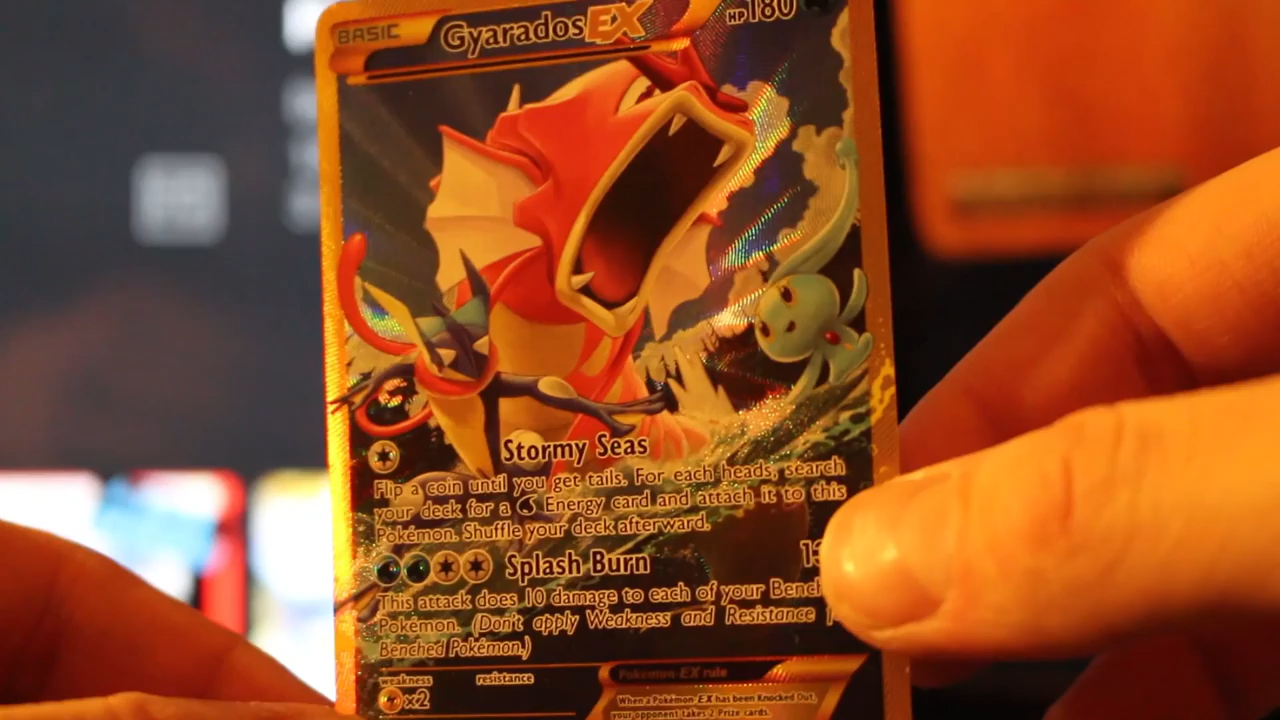 BASIC Gyarados EX HP180
Stormy Seas
Flip a coin until you get tails. For each heads, search
your deck for a Energy card and attach it to this
Pokémon. Shuffle your deck afterward.
Splash Burn
This attack does 10 damage to each of your
Pokémon. (Don't apply Weakness and Resistance
Benched Pokémon.)
weakness resistance
×2
Pokémon-EX rule
When a Pokémon-EX has been Knocked Out,
your opponent takes 2 Prize cards.